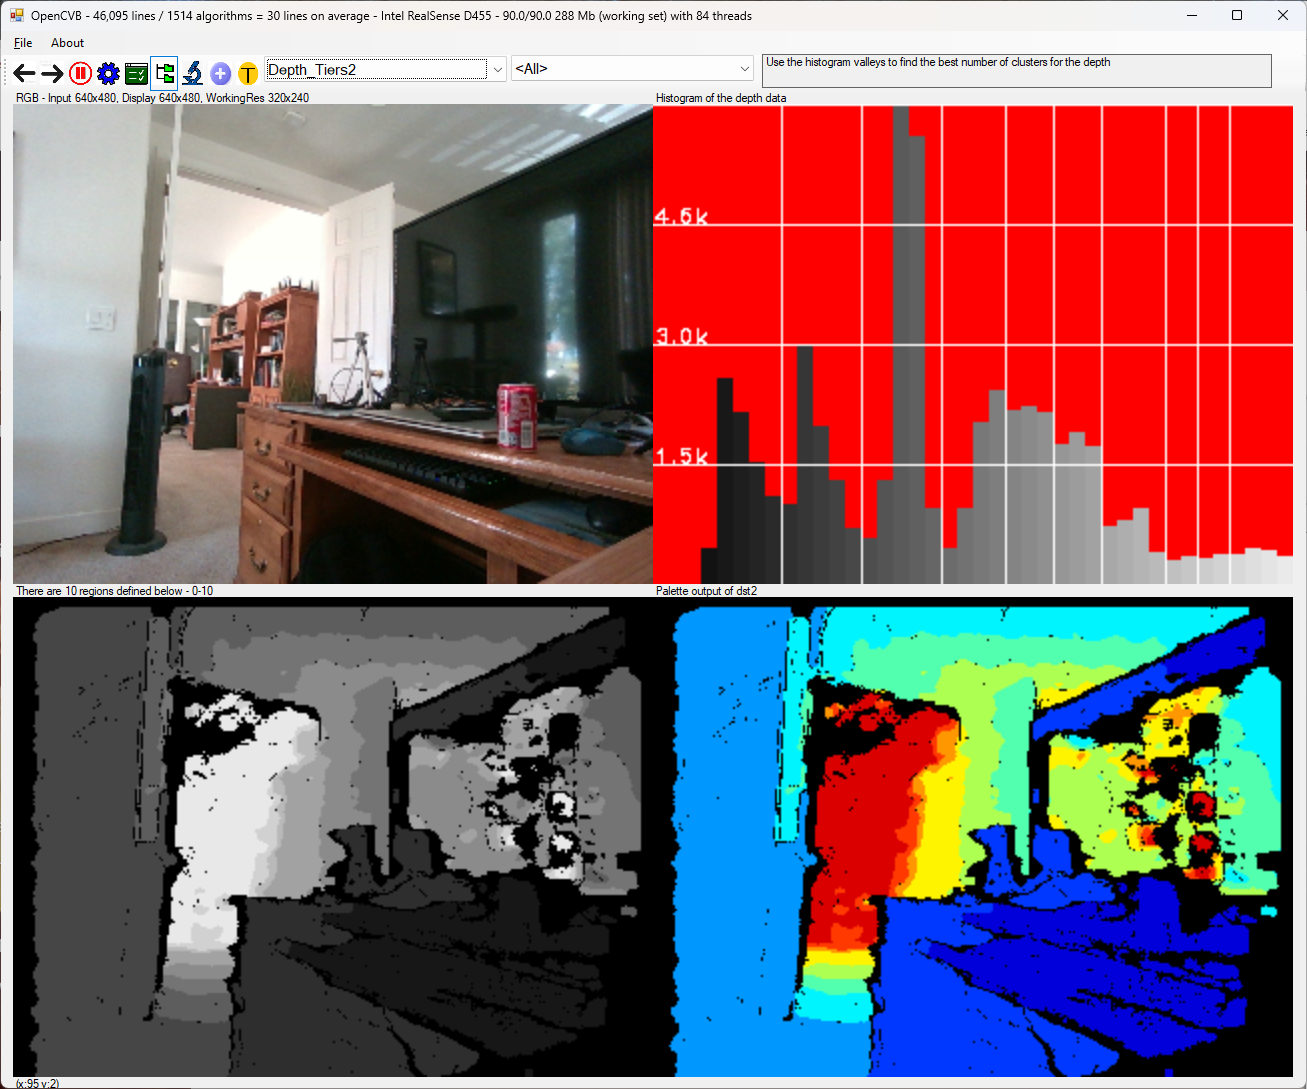 OpenCVB - 46,095 lines / 1514 algorithms = 30 lines on average - Intel RealSense D455 - 90.0/90.0 288 Mb (working set) with 84 threads
File About
T Depth_Tiers2 <All> Use the histogram valleys to find the best number of clusters for the depth
RGB - Input 640x480, Display 640x480, WorkingRes 320x240
Histogram of the depth data
4.5k
3.0k
1.5k
There are 10 regions defined below - 0-10
Palette output of dst2
(x:95 y:2)